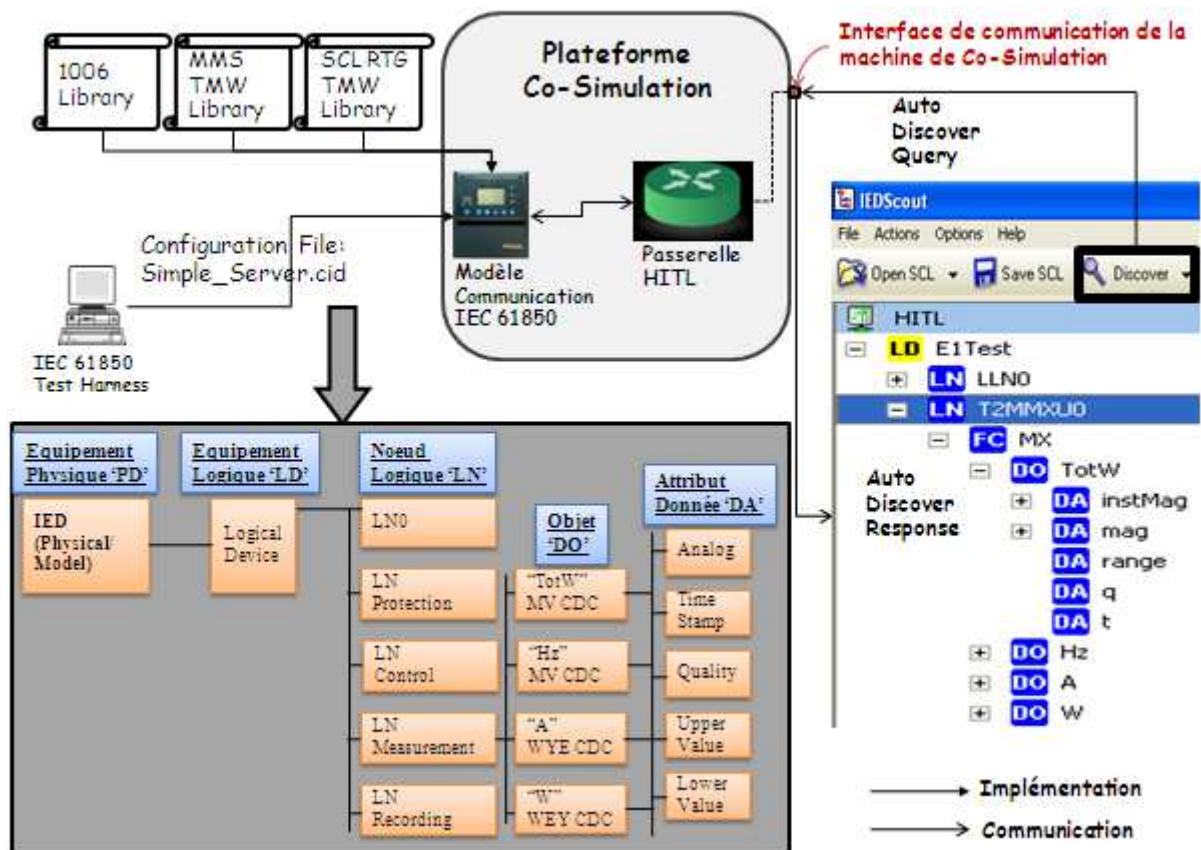 1006
Library
MMS
TMW
Library
SCL RTG
TMW
Library
Plateforme
Co-Simulation
Interface de communication de la
machine de Co-Simulation
Auto
Discover
Query
Configuration File:
Simple_Server.cid
Modèle
Communication
IEC 61850
Passerelle
HITL
IEC 61850
Test Harness
IEDScout
File Actions Options Help
Open SCL Save SCL Discover
HITL
LD E1Test
LN LLN0
LN T2MMXU0
FC MX
DO TotW
DA instMag
DA mag
DA range
DA q
DA t
DO Hz
DO A
DO W
Auto
Discover
Response
Equipement
Physique ‘PD’
Equipement
Logique ‘LD’
Noeud
Logique ‘LN’
Objet
‘DO’
Attribut
Donnée ‘DA’
IED
(Physical/
Model)
Logical
Device
LN0
LN
Protection
LN
Control
LN
Measurement
LN
Recording
“TotW”
MV CDC
“Hz”
MV CDC
“A”
WYE CDC
“W”
WEY CDC
Analog
Time
Stamp
Quality
Upper
Value
Lower
Value
Implémentation
Communication